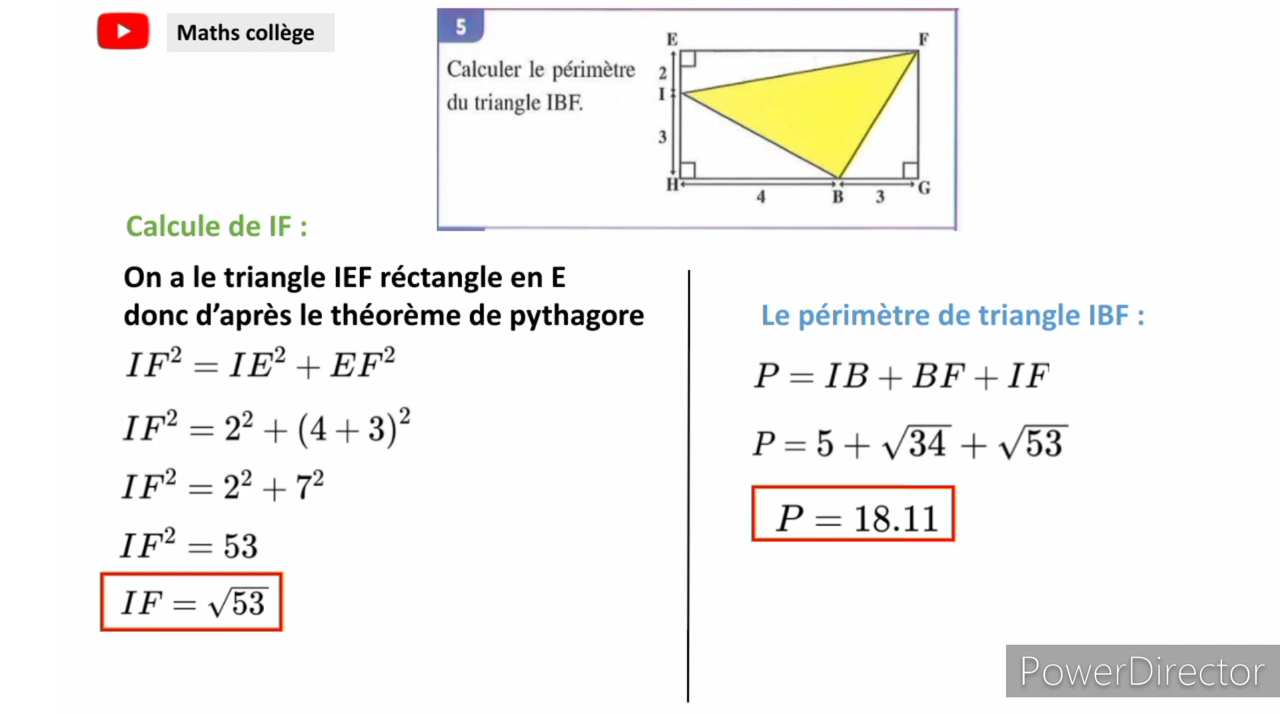 Maths collège
5
Calculer le périmètre
du triangle IBF.
E
F
2
I
3
H
4
B
3
G
Calcule de IF :
On a le triangle IEF réctangle en E
donc d’après le théorème de pythagore
IF² = IE² + EF²
IF² = 2² + (4 + 3)²
IF² = 2² + 7²
IF² = 53
IF = √53
Le périmètre de triangle IBF :
P = IB + BF + IF
P = 5 + √34 + √53
P = 18.11
PowerDirector